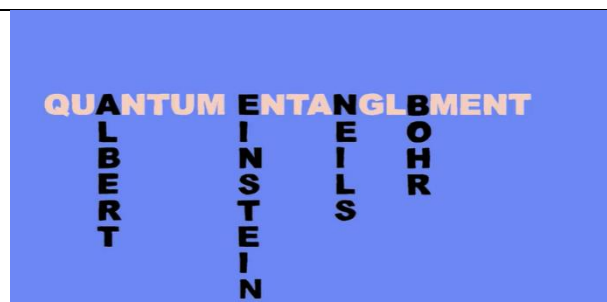 QUANTUM ENTANGLBMENT
ALBERT
EINSTEIN
NEILS
BOHR